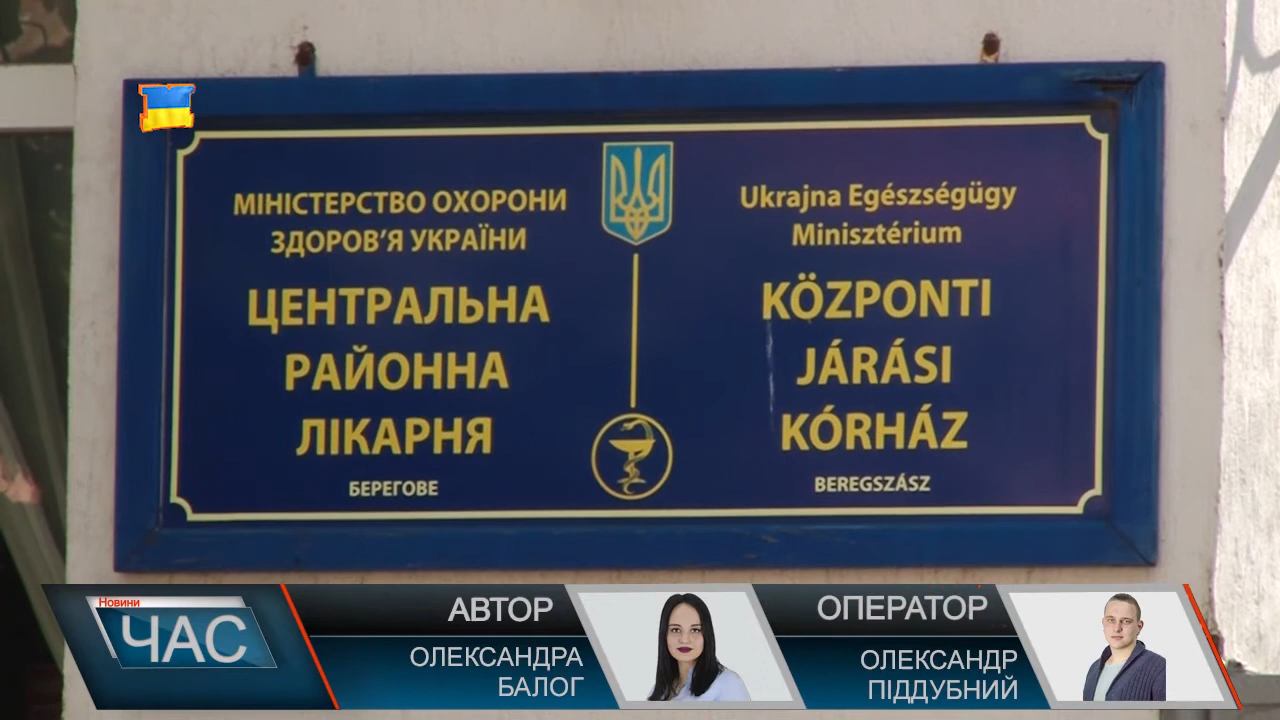 МІНІСТЕРСТВО ОХОРОНИ
ЗДОРОВ’Я УКРАЇНИ
ЦЕНТРАЛЬНА
РАЙОННА
ЛІКАРНЯ
БЕРЕГОВЕ
Ukrajna Egészségügy
Minisztérium
KÖZPONTI
JÁRÁSI
KÓRHÁZ
BEREGSZÁSZ
Новини
ЧАС
АВТОР
ОЛЕКСАНДРА
БАЛОГ
ОПЕРАТОР
ОЛЕКСАНДР
ПІДДУБНИЙ